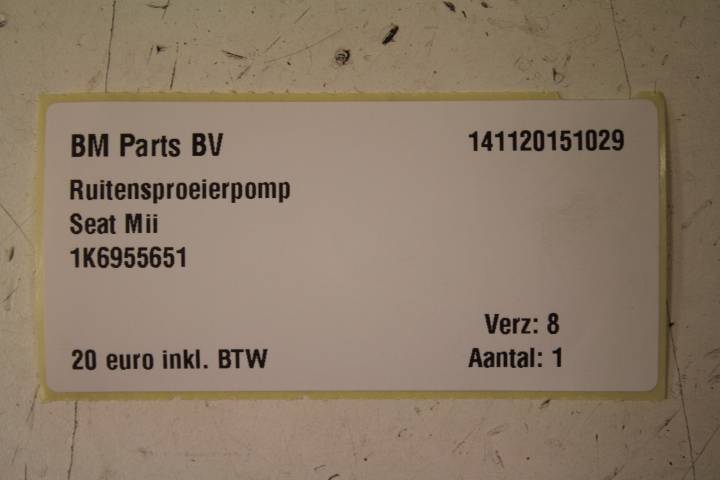 BM Parts BV 141120151029
Ruitensproeierpomp
Seat Mii
1K6955651
Verz: 8
20 euro inkl. BTW Aantal: 1